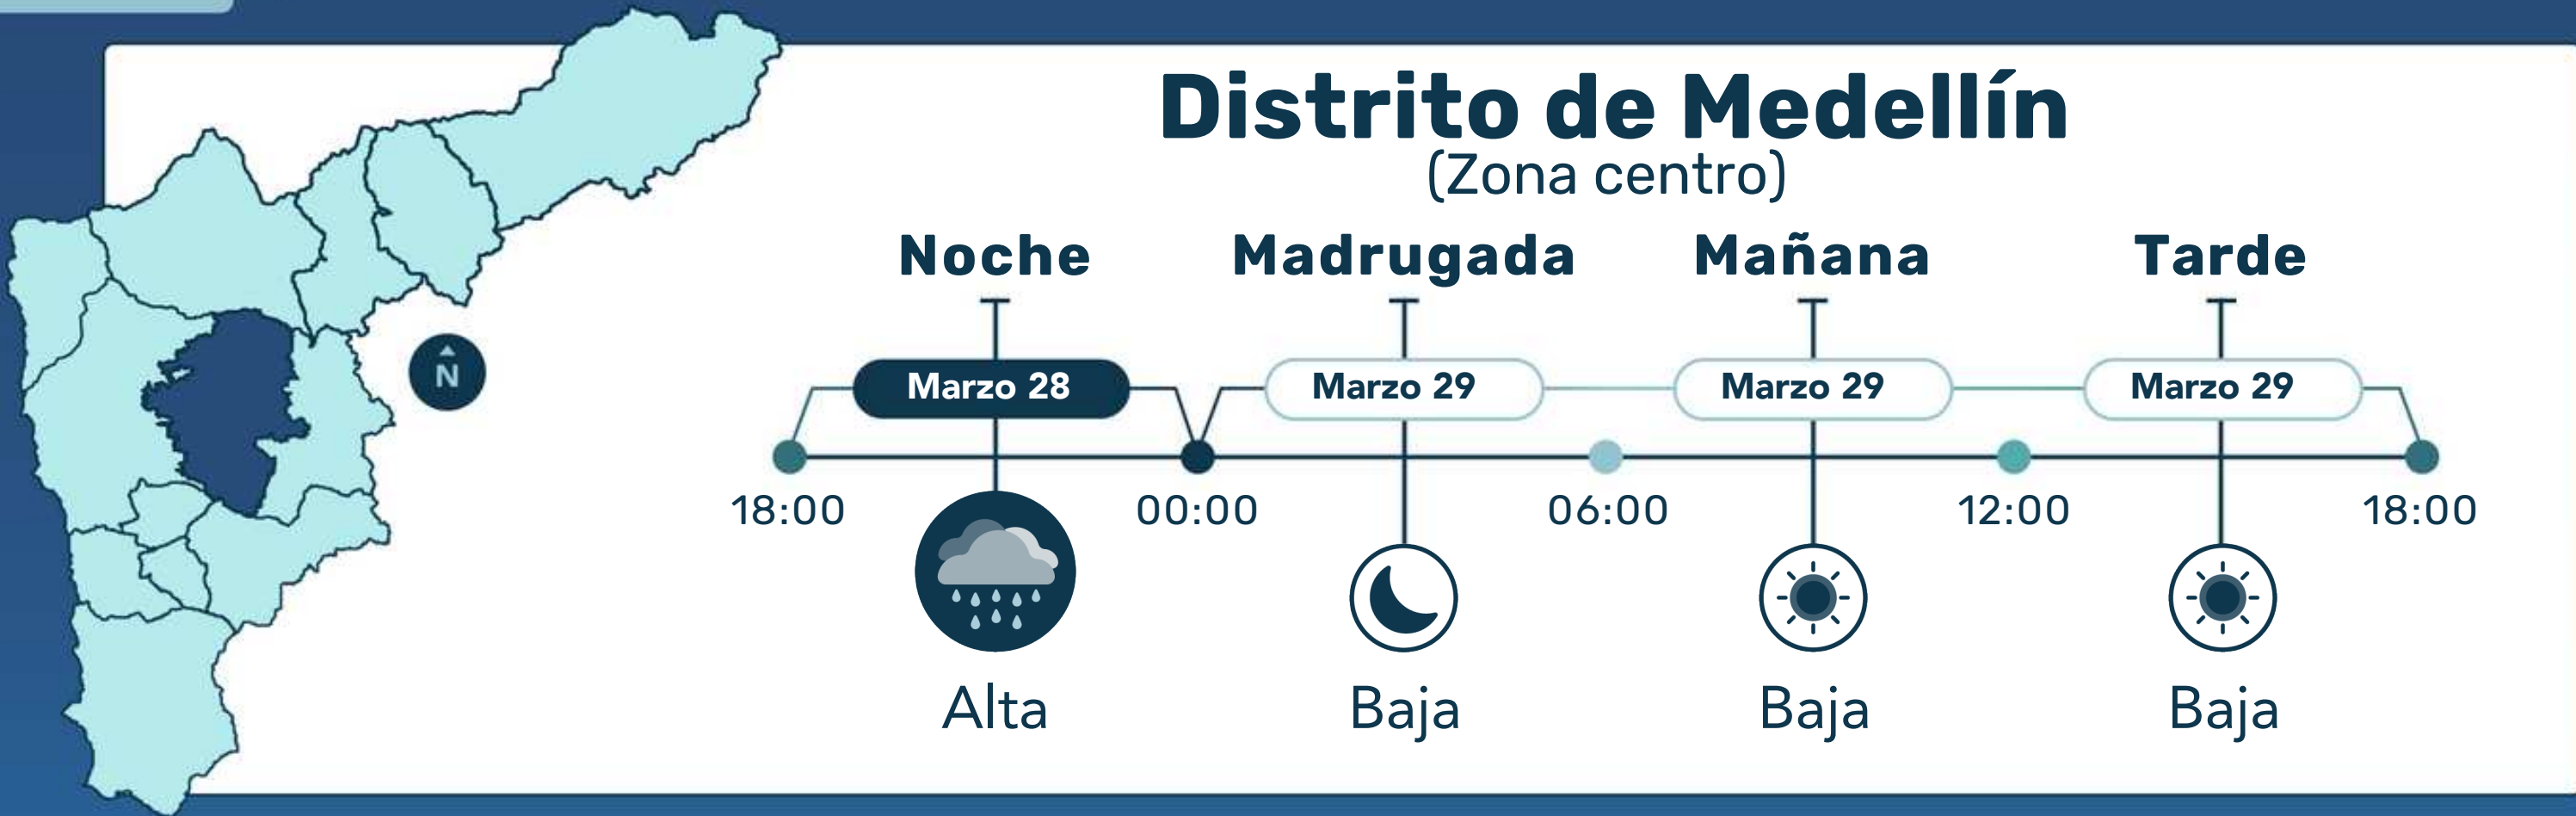 Distrito de Medellín
(Zona centro)
Noche Madrugada Mañana Tarde
Marzo 28 Marzo 29 Marzo 29 Marzo 29
N
18:00 00:00 06:00 12:00 18:00
Alta Baja Baja Baja